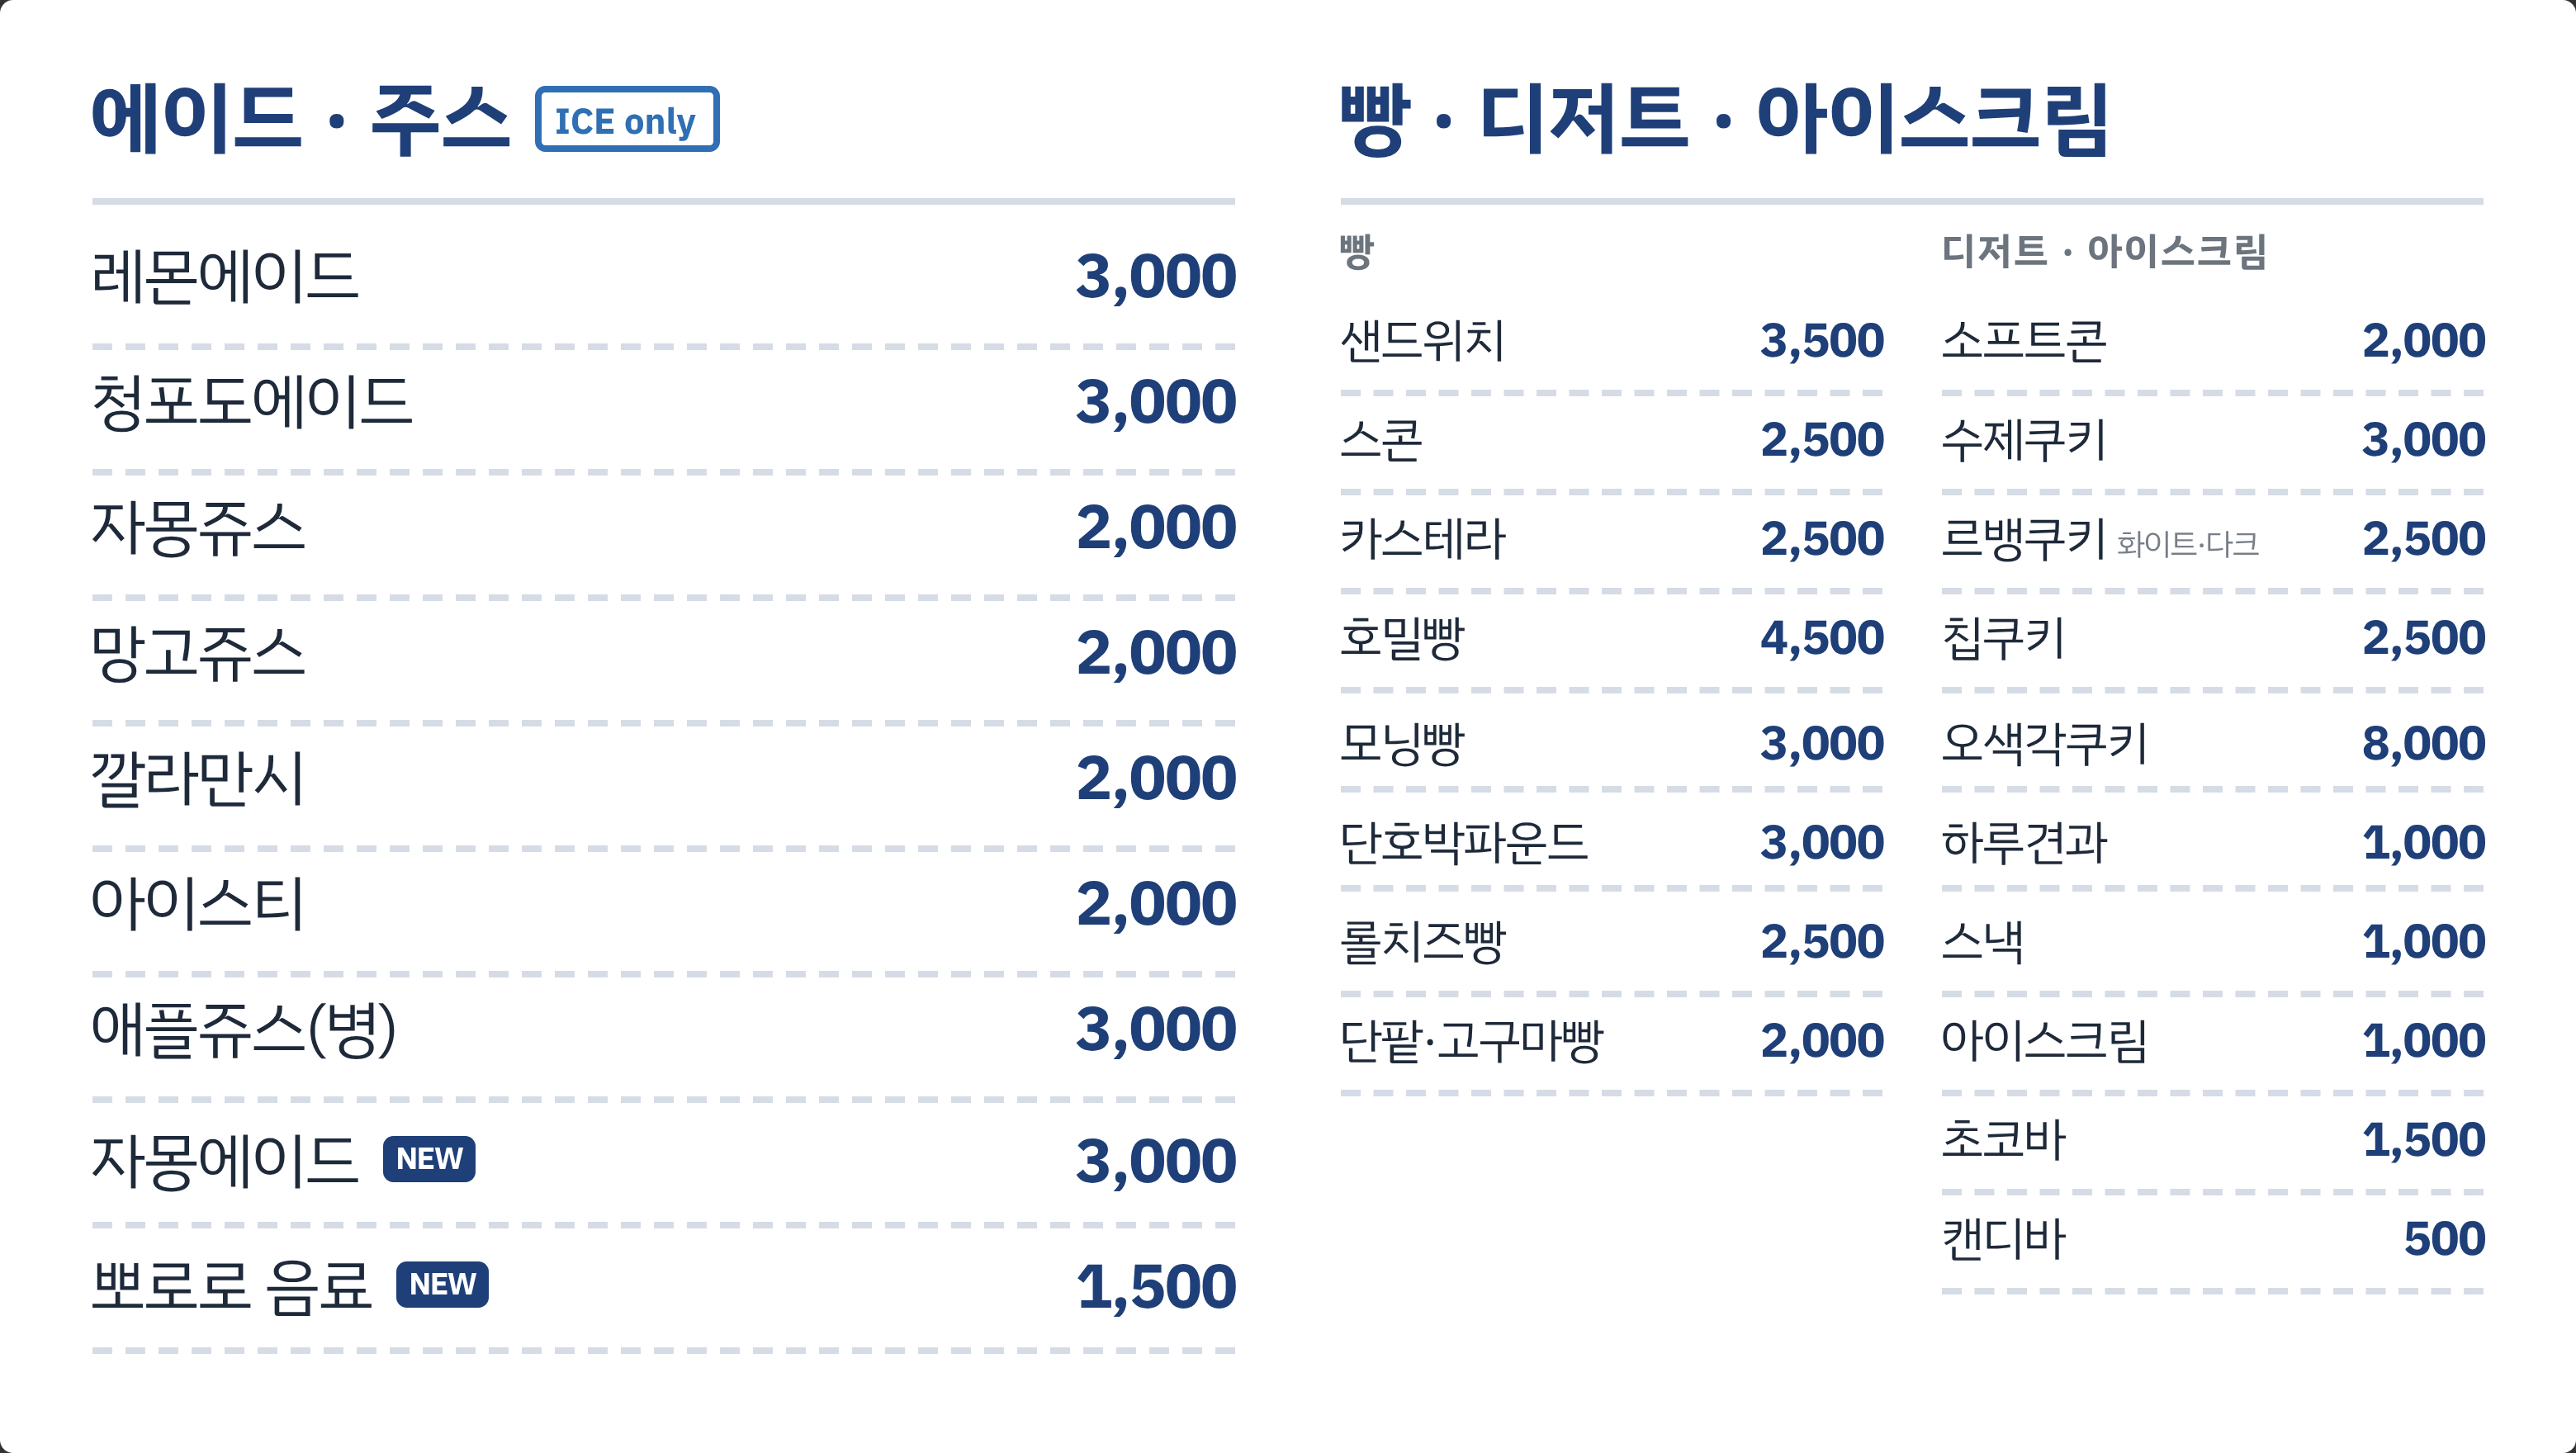 에이드 · 주스 ICE only
레몬에이드 3,000
청포도에이드 3,000
자몽쥬스 2,000
망고쥬스 2,000
깔라만시 2,000
아이스티 2,000
애플쥬스(병) 3,000
자몽에이드 NEW 3,000
뽀로로 음료 NEW 1,500
빵 · 디저트 · 아이스크림
빵
샌드위치 3,500
스콘 2,500
카스테라 2,500
호밀빵 4,500
모닝빵 3,000
단호박파운드 3,000
롤치즈빵 2,500
단팥·고구마빵 2,000
디저트 · 아이스크림
소프트콘 2,000
수제쿠키 3,000
르뱅쿠키 화이트·다크 2,500
칩쿠키 2,500
오색각쿠키 8,000
하루견과 1,000
스낵 1,000
아이스크림 1,000
초코바 1,500
캔디바 500